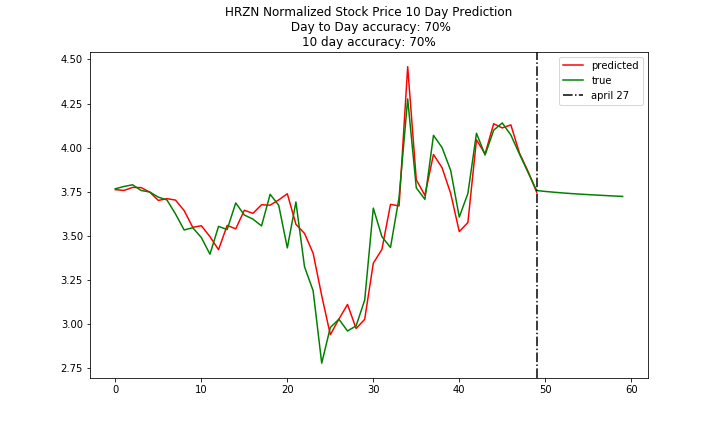 HRZN Normalized Stock Price 10 Day Prediction
Day to Day accuracy: 70%
10 day accuracy: 70%
4.50
4.25
4.00
3.75
3.50
3.25
3.00
2.75
predicted
true
april 27
0 10 20 30 40 50 60